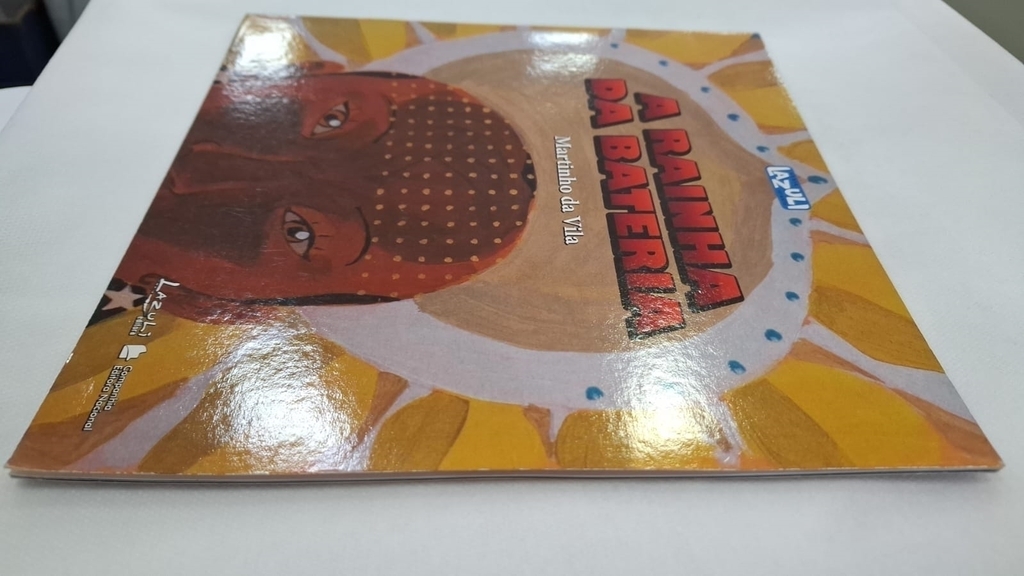 LAZULI
A RAINHA
DA BATERIA
Martinho da Vila
LAZULI
Companhia
Editora Nacional